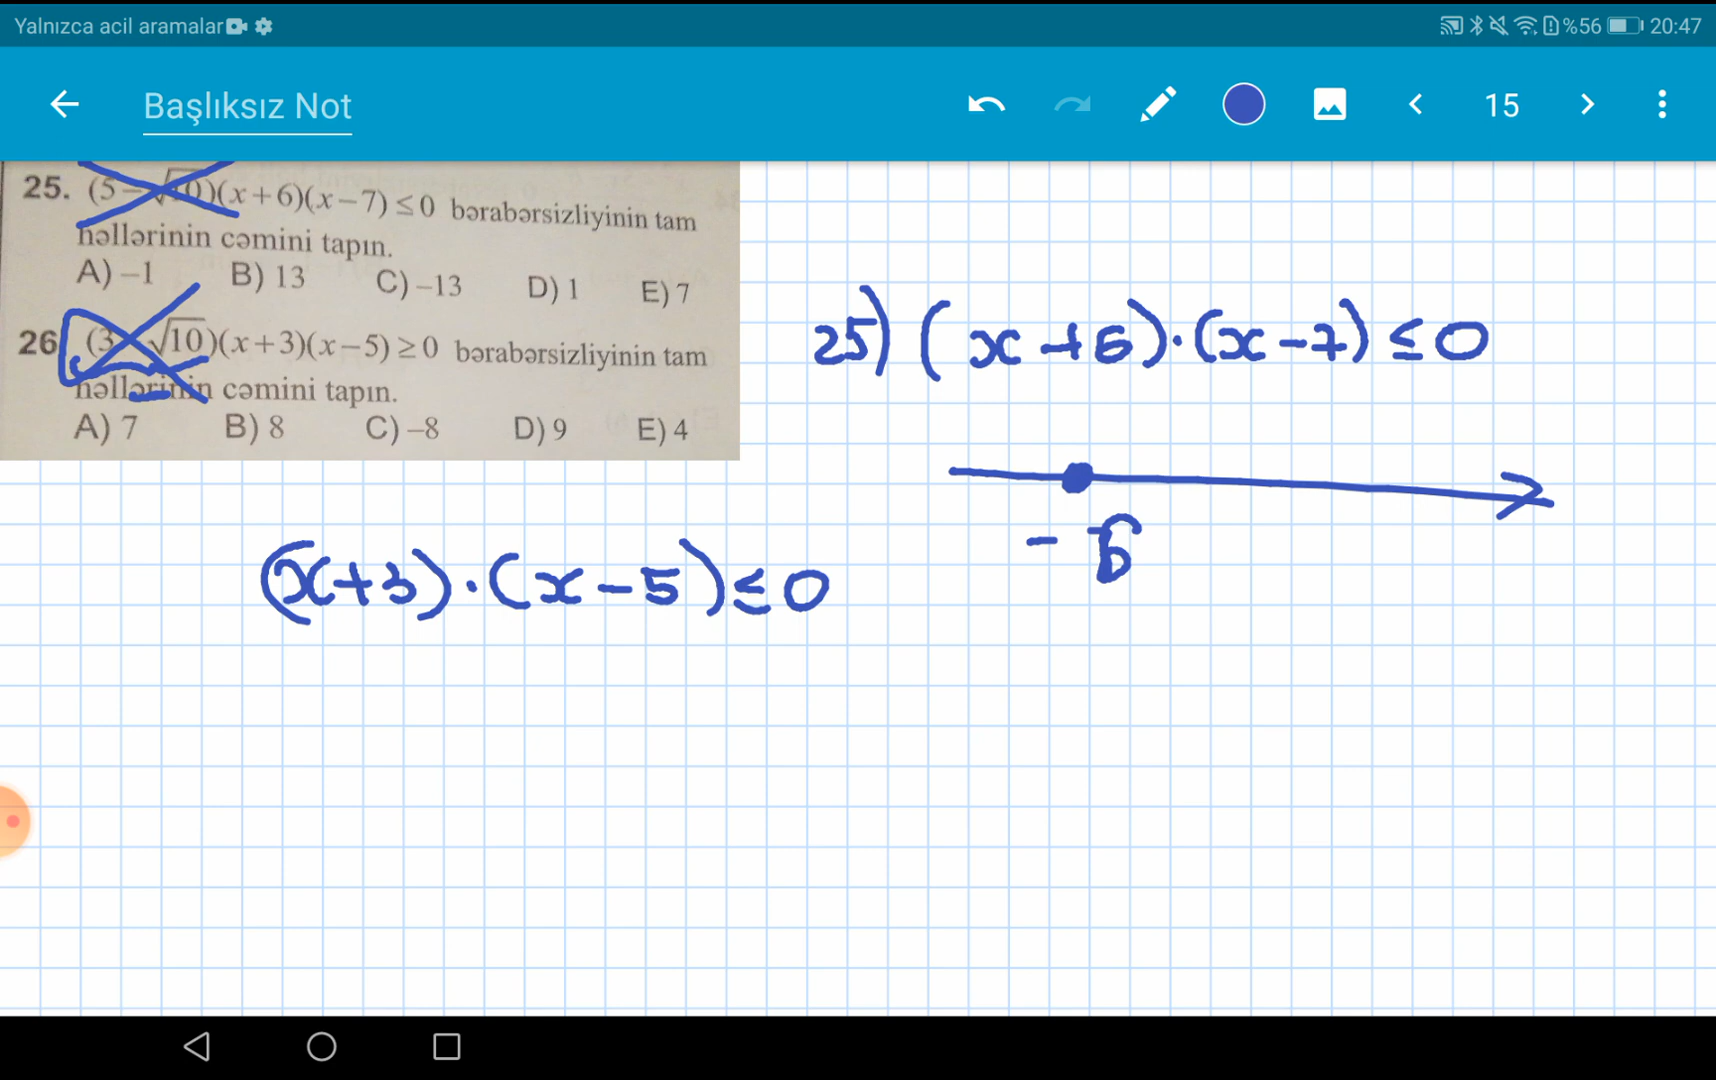 Yalnızca acil aramalar
%56 20:47
Başlıksız Not
15
25. (5 – √10)(x+6)(x–7) ≤ 0 bərabərsizliyinin tam
həllərinin cəmini tapın.
A) –1 B) 13 C) –13 D) 1 E) 7
26. (3 – √10)(x+3)(x–5) ≥ 0 bərabərsizliyinin tam
həllərinin cəmini tapın.
A) 7 B) 8 C) –8 D) 9 E) 4
25) (x+6)·(x-7) ≤ 0
-6
(x+3)·(x-5) ≤ 0